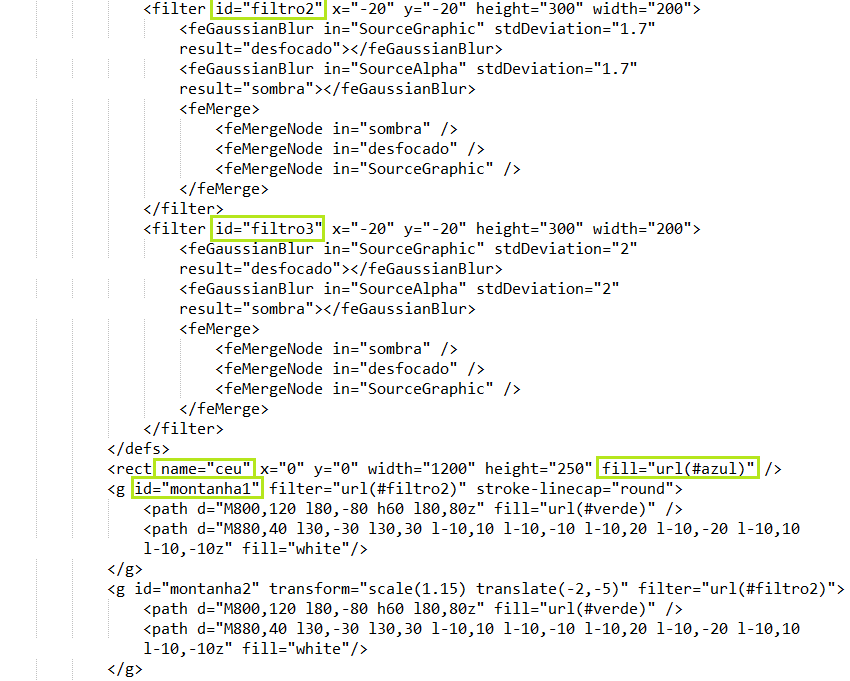 <filter id="filtro2" x="-20" y="-20" height="300" width="200">
<feGaussianBlur in="SourceGraphic" stdDeviation="1.7"
result="desfocado"></feGaussianBlur>
<feGaussianBlur in="SourceAlpha" stdDeviation="1.7"
result="sombra"></feGaussianBlur>
<feMerge>
<feMergeNode in="sombra" />
<feMergeNode in="desfocado" />
<feMergeNode in="SourceGraphic" />
</feMerge>
</filter>
<filter id="filtro3" x="-20" y="-20" height="300" width="200">
<feGaussianBlur in="SourceGraphic" stdDeviation="2"
result="desfocado"></feGaussianBlur>
<feGaussianBlur in="SourceAlpha" stdDeviation="2"
result="sombra"></feGaussianBlur>
<feMerge>
<feMergeNode in="sombra" />
<feMergeNode in="desfocado" />
<feMergeNode in="SourceGraphic" />
</feMerge>
</filter>
</defs>
<rect name="ceu" x="0" y="0" width="1200" height="250" fill="url(#azul)" />
<g id="montanha1" filter="url(#filtro2)" stroke-linecap="round">
<path d="M800,120 l80,-80 h60 l80,80z" fill="url(#verde)" />
<path d="M880,40 l30,-30 l30,30 l-10,10 l-10,-10 l-10,20 l-10,-20 l-10,10
l-10,-10z" fill="white"/>
</g>
<g id="montanha2" transform="scale(1.15) translate(-2,-5)" filter="url(#filtro2)">
<path d="M800,120 l80,-80 h60 l80,80z" fill="url(#verde)" />
<path d="M880,40 l30,-30 l30,30 l-10,10 l-10,-10 l-10,20 l-10,-20 l-10,10
l-10,-10z" fill="white"/>
</g>